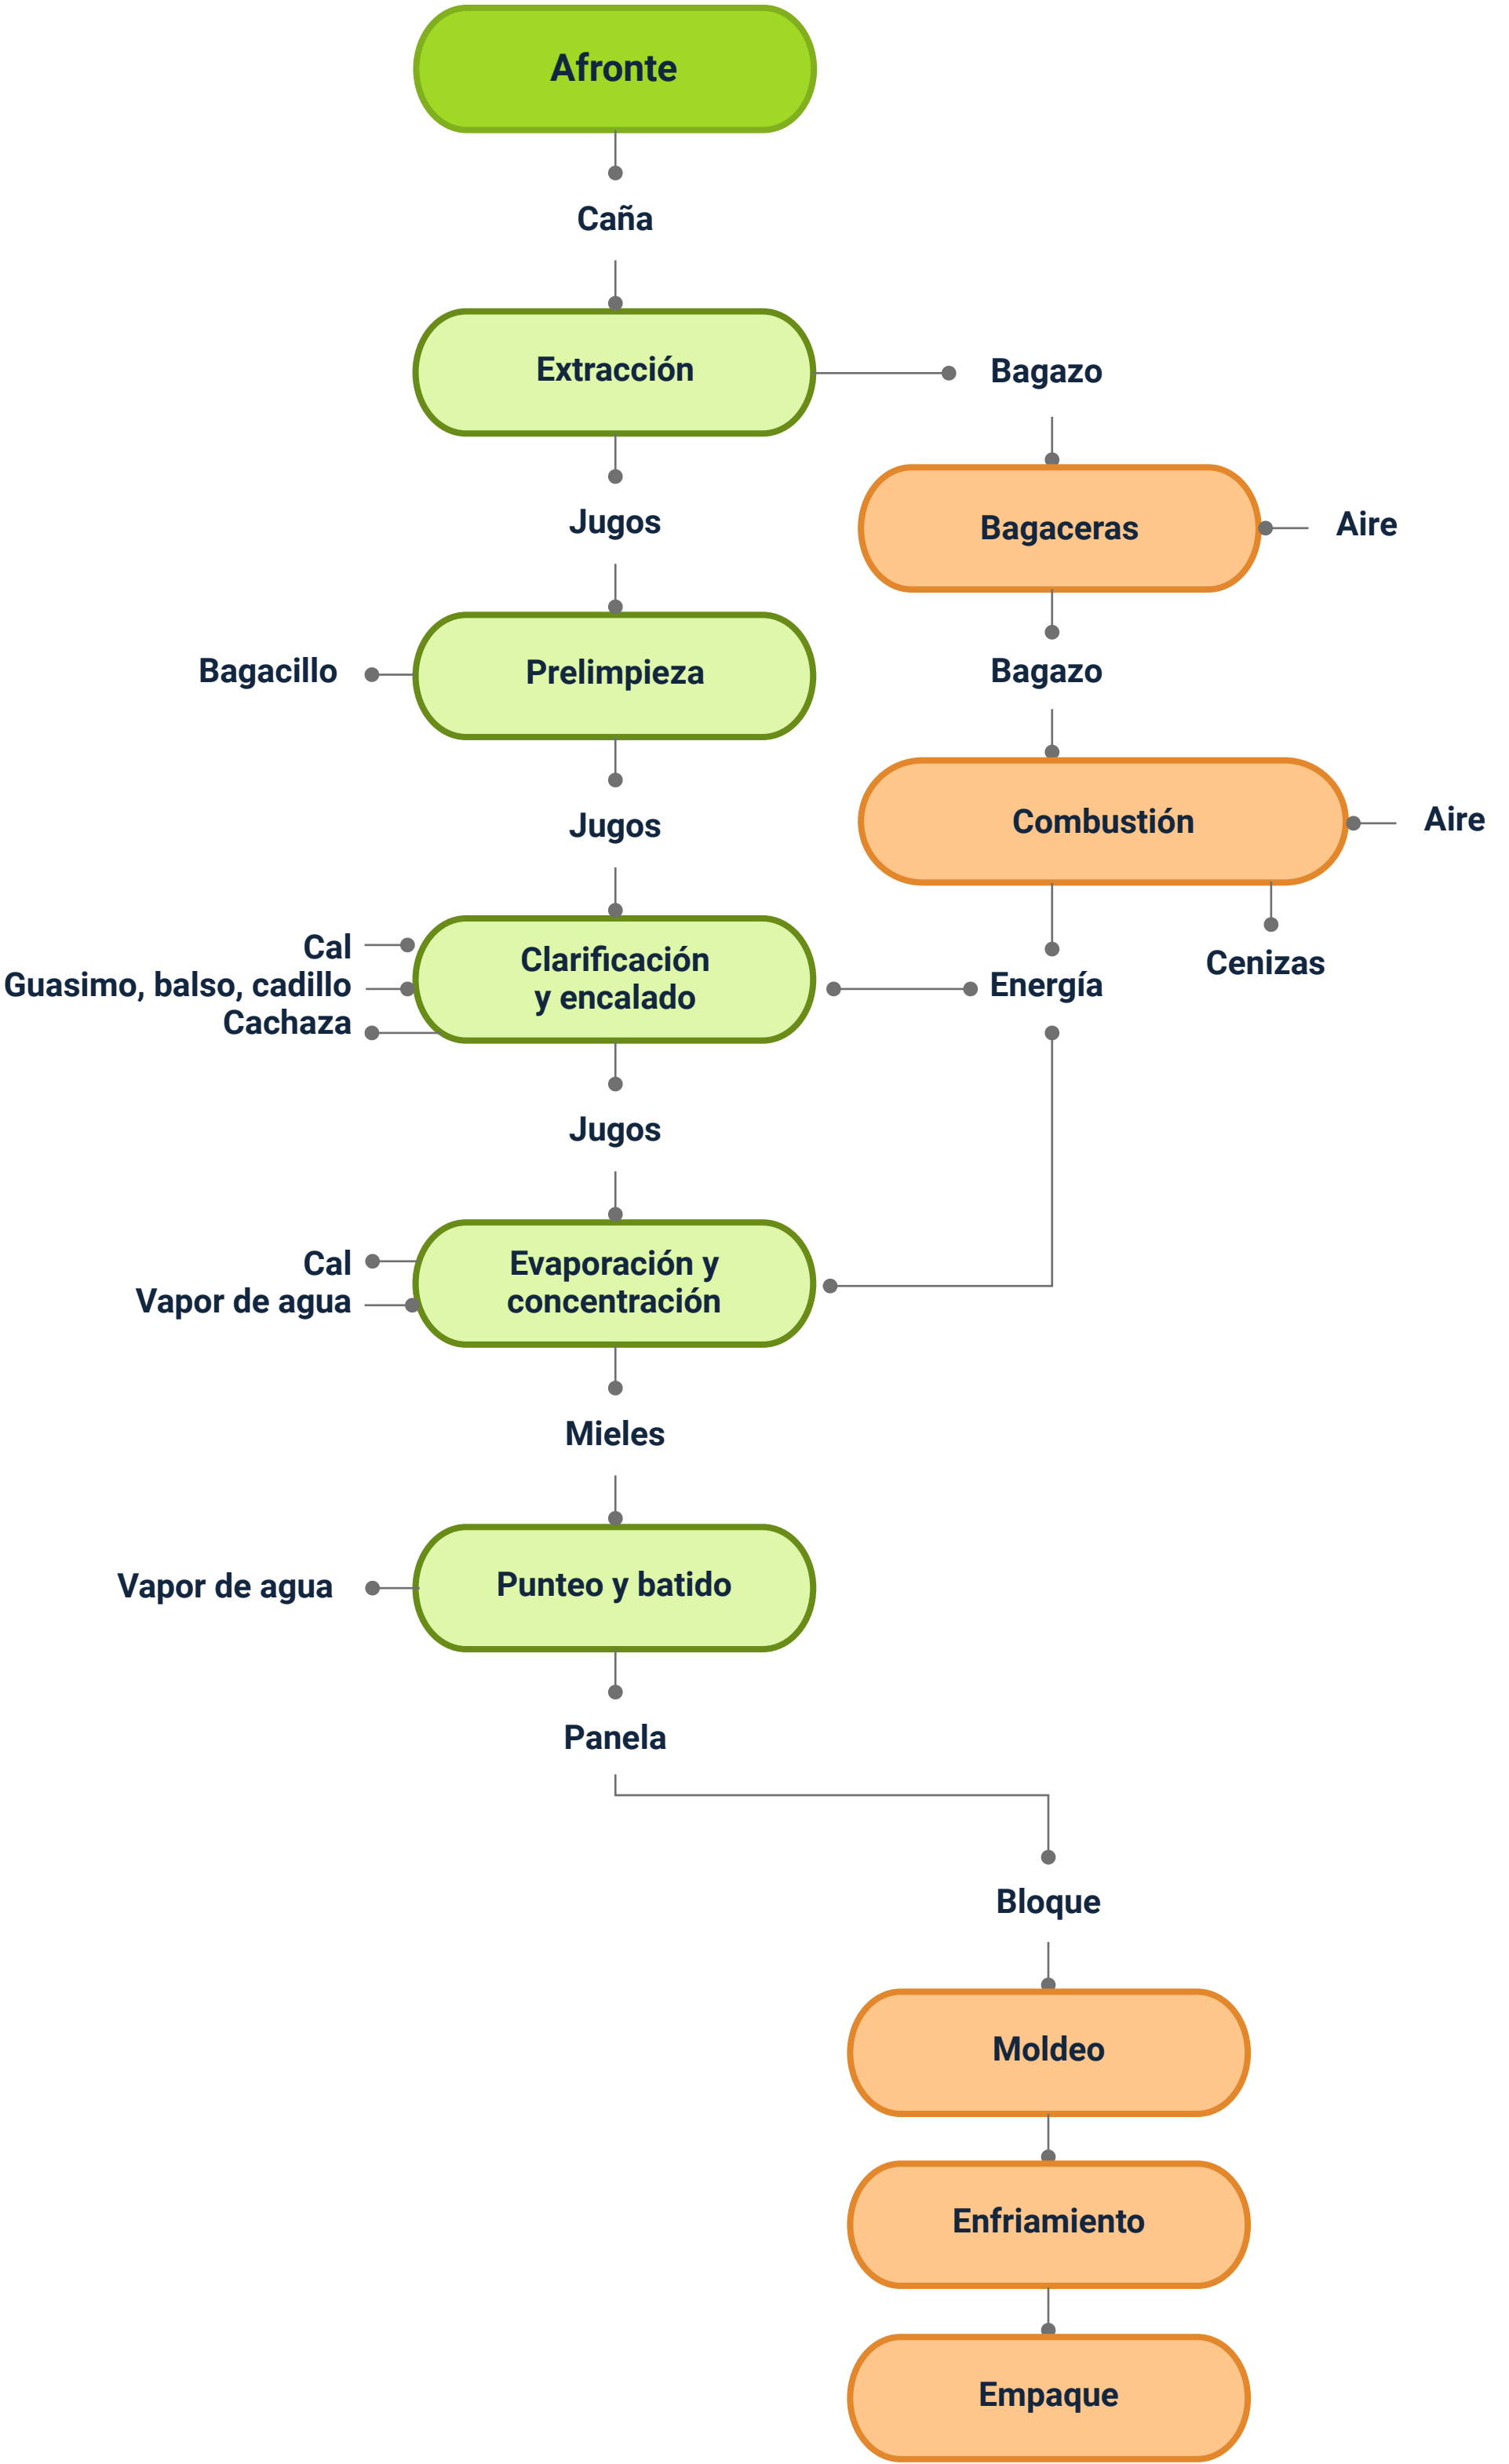 Afronte
Caña
Extracción
Bagazo
Jugos
Bagaceras
Aire
Bagacillo
Prelimpieza
Bagazo
Jugos
Combustión
Aire
Cal
Guasimo, balso, cadillo
Cachaza
Clarificación
y encalado
Energía
Cenizas
Jugos
Cal
Vapor de agua
Evaporación y
concentración
Mieles
Vapor de agua
Punteo y batido
Panela
Bloque
Moldeo
Enfriamiento
Empaque